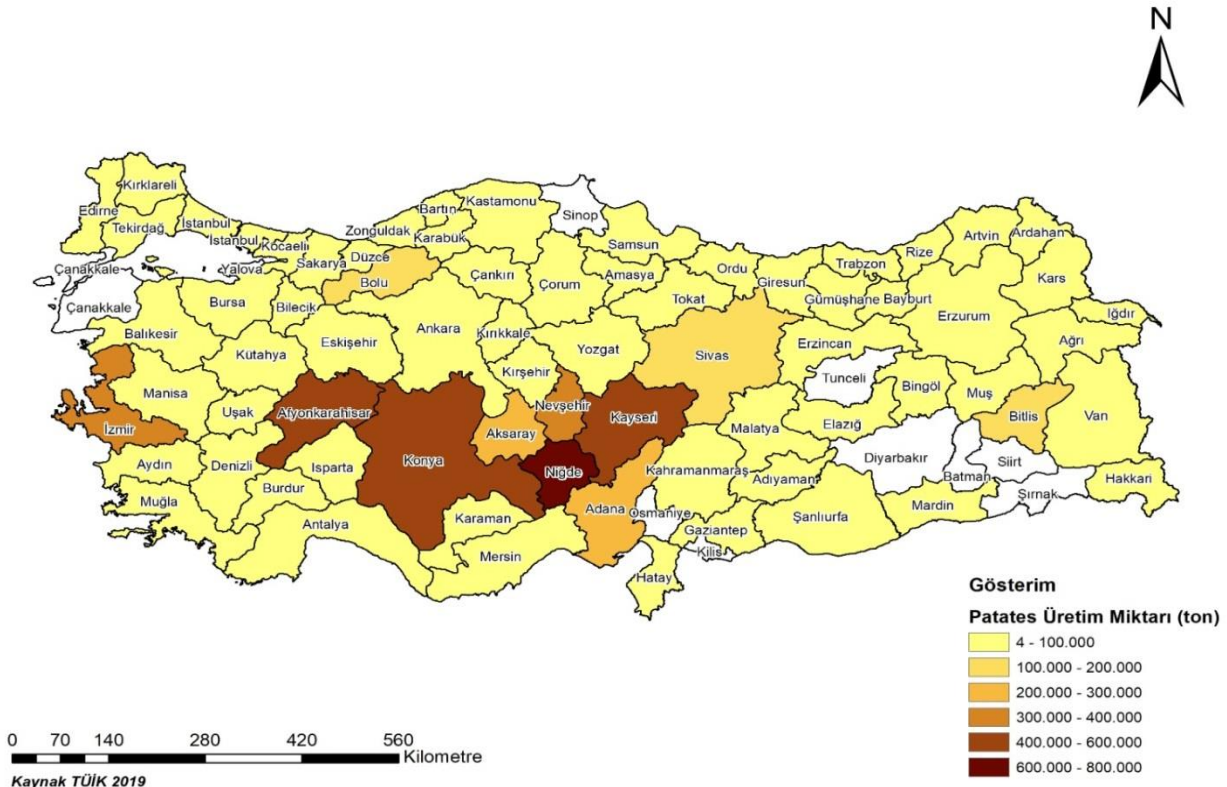 N
Kırklareli
Edirne
Tekirdağ
İstanbul
İstanbul
Kocaeli
Yalova
Çanakkale
Çanakkale
Sakarya
Düzce
Bolu
Zonguldak
Bartın
Karabük
Kastamonu
Sinop
Samsun
Çankırı
Çorum
Amasya
Tokat
Ordu
Giresun
Trabzon
Gümüşhane
Bayburt
Rize
Artvin
Ardahan
Kars
Iğdır
Ağrı
Erzurum
Erzincan
Balıkesir
Bursa
Bilecik
Kütahya
Eskişehir
Ankara
Kırıkkale
Kırşehir
Yozgat
Sivas
Tunceli
Bingöl
Muş
Bitlis
Van
Manisa
Uşak
Afyonkarahisar
İzmir
Aksaray
Nevşehir
Kayseri
Malatya
Elazığ
Diyarbakır
Batman
Siirt
Şırnak
Hakkari
Aydın
Denizli
Isparta
Burdur
Konya
Niğde
Adana
Kahramanmaraş
Adıyaman
Osmaniye
Gaziantep
Kilis
Şanlıurfa
Mardin
Muğla
Antalya
Karaman
Mersin
Hatay
Gösterim
Patates Üretim Miktarı (ton)
4 - 100.000
100.000 - 200.000
200.000 - 300.000
300.000 - 400.000
400.000 - 600.000
600.000 - 800.000
0 70 140 280 420 560
Kilometre
Kaynak TÜİK 2019